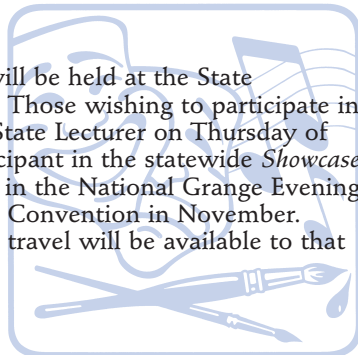 will be held at the State
Those wishing to participate in
State Lecturer on Thursday of
cipant in the statewide Showcase
in the National Grange Evening
Convention in November.
travel will be available to that